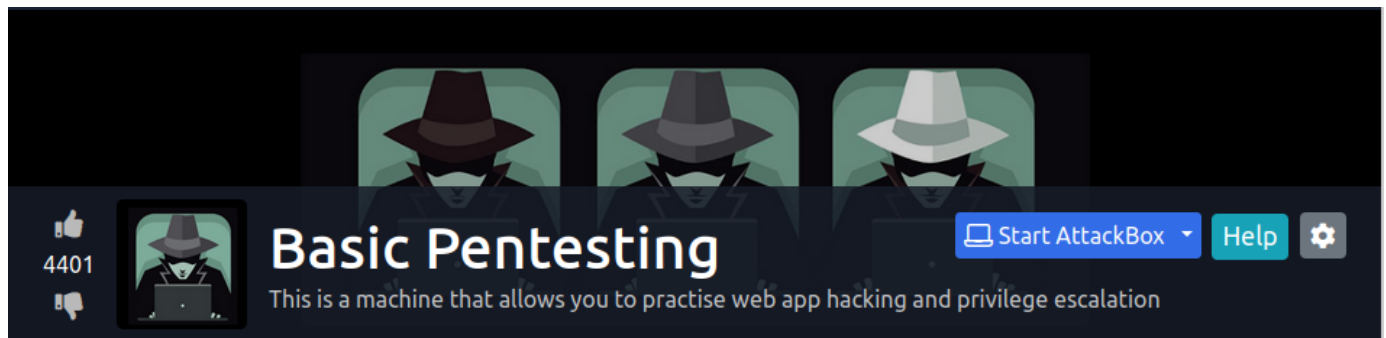 4401
Basic Pentesting
Start AttackBox
Help
This is a machine that allows you to practise web app hacking and privilege escalation